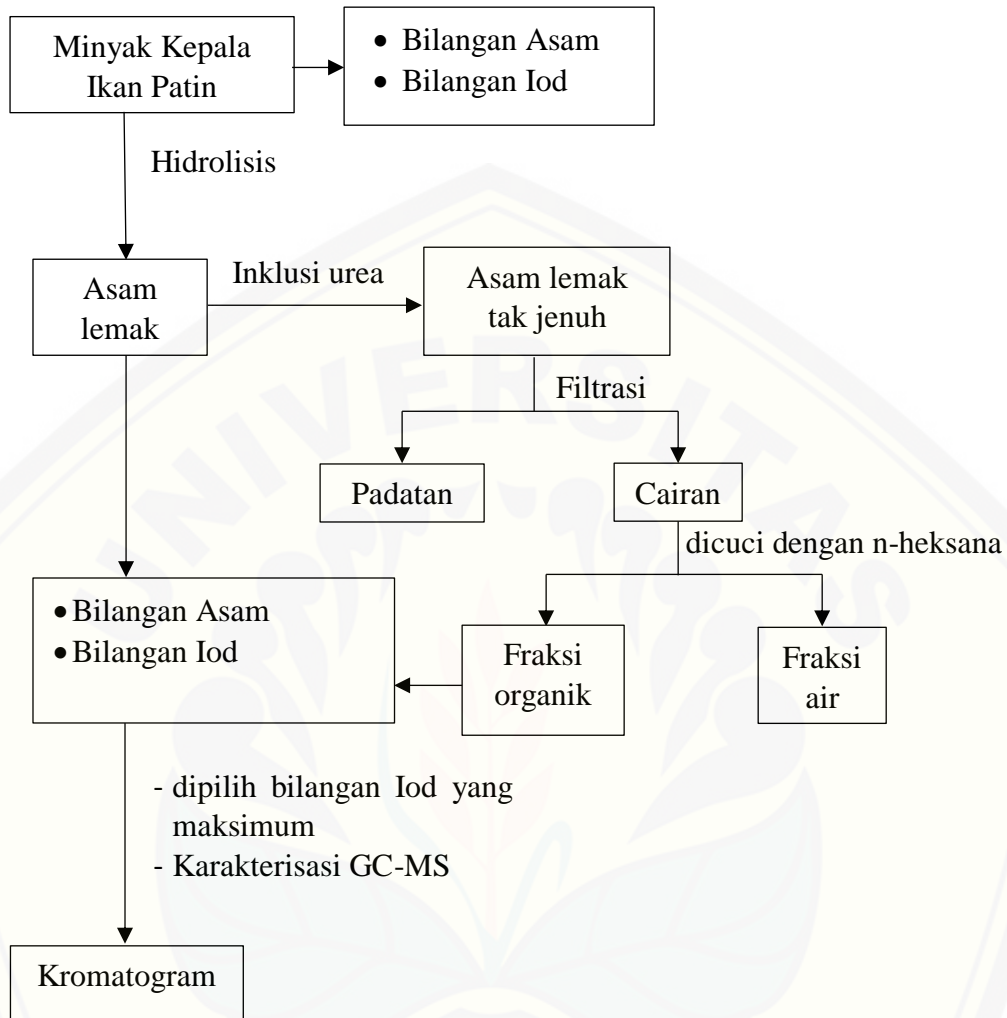 Minyak Kepala
Ikan Patin
• Bilangan Asam
• Bilangan Iod
Hidrolisis
Asam
lemak
Inklusi urea
Asam lemak
tak jenuh
Filtrasi
Padatan
Cairan
dicuci dengan n-heksana
• Bilangan Asam
• Bilangan Iod
Fraksi
organik
Fraksi
air
- dipilih bilangan Iod yang
maksimum
- Karakterisasi GC-MS
Kromatogram
UNIVERSITAS